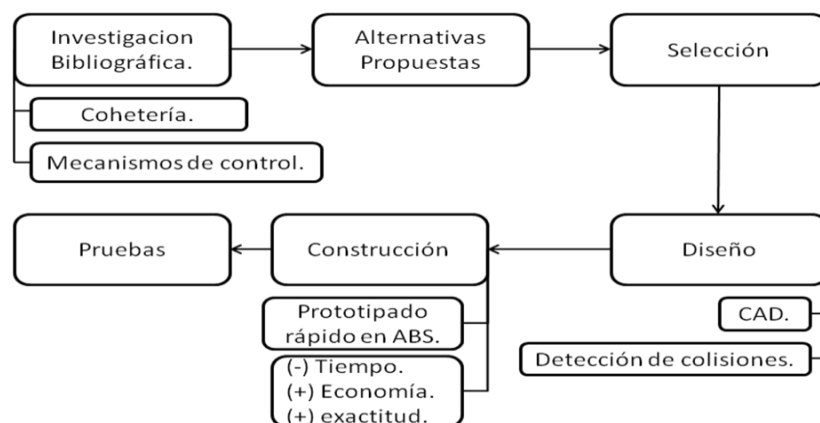 Investigacion
Bibliográfica.
Alternativas
Propuestas
Selección
Cohetería.
Mecanismos de control.
Pruebas
Construcción
Diseño
Prototipado
rápido en ABS.
(-) Tiempo.
(+) Economía.
(+) exactitud.
CAD.
Detección de colisiones.